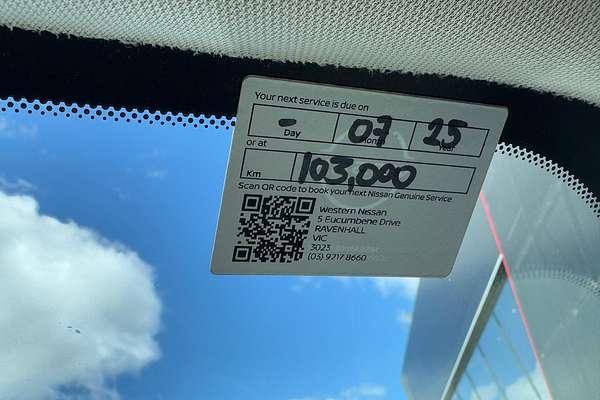 Your next service is due on
- 07 25
Day Month Year
or at
Km 103,000
Scan QR code to book your next Nissan Genuine Service
Western Nissan
5 Eucumbene Drive
RAVENHALL
VIC
3023
(03) 9217 8660